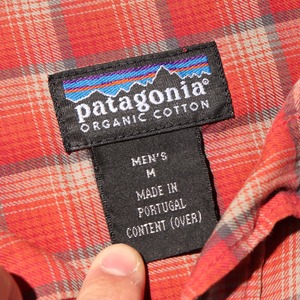 patagonia®
ORGANIC COTTON
MEN'S
M
MADE IN
PORTUGAL
CONTENT (OVER)